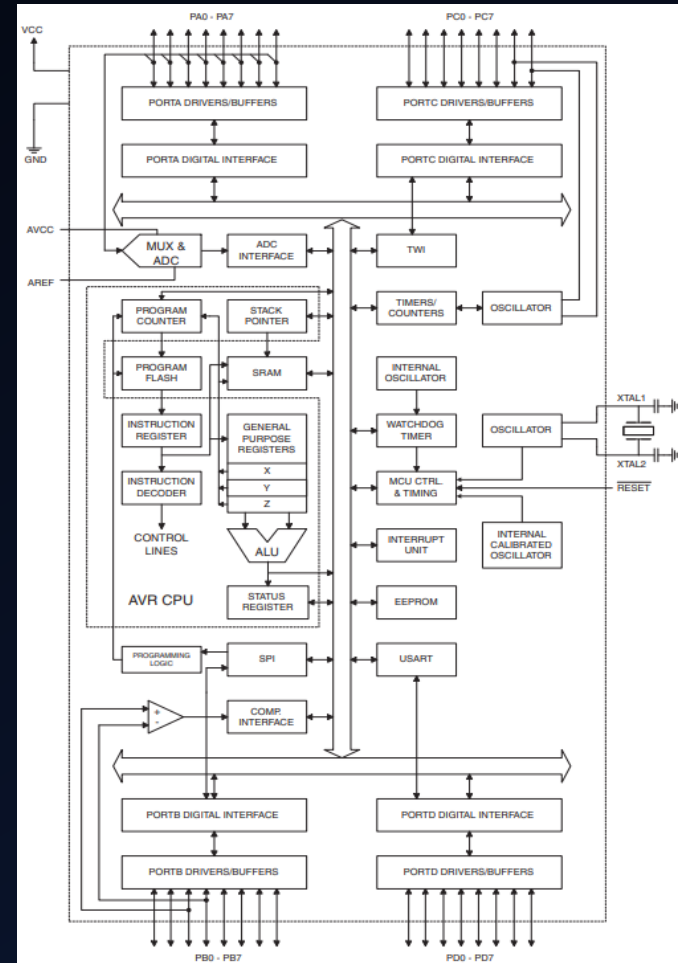 PA0 - PA7
PC0 - PC7
VCC
PORTA DRIVERS/BUFFERS
PORTC DRIVERS/BUFFERS
GND
PORTA DIGITAL INTERFACE
PORTC DIGITAL INTERFACE
AVCC
MUX &
ADC
ADC
INTERFACE
TWI
AREF
PROGRAM
COUNTER
STACK
POINTER
TIMERS/
COUNTERS
OSCILLATOR
PROGRAM
FLASH
SRAM
INTERNAL
OSCILLATOR
XTAL1
INSTRUCTION
REGISTER
GENERAL
PURPOSE
REGISTERS
WATCHDOG
TIMER
OSCILLATOR
XTAL2
X
INSTRUCTION
DECODER
Y
MCU CTRL.
& TIMING
RESET
Z
CONTROL
LINES
ALU
INTERRUPT
UNIT
INTERNAL
CALIBRATED
OSCILLATOR
AVR CPU
STATUS
REGISTER
EEPROM
PROGRAMMING
LOGIC
SPI
USART
+
-
COMP.
INTERFACE
PORTB DIGITAL INTERFACE
PORTD DIGITAL INTERFACE
PORTB DRIVERS/BUFFERS
PORTD DRIVERS/BUFFERS
PB0 - PB7
PD0 - PD7